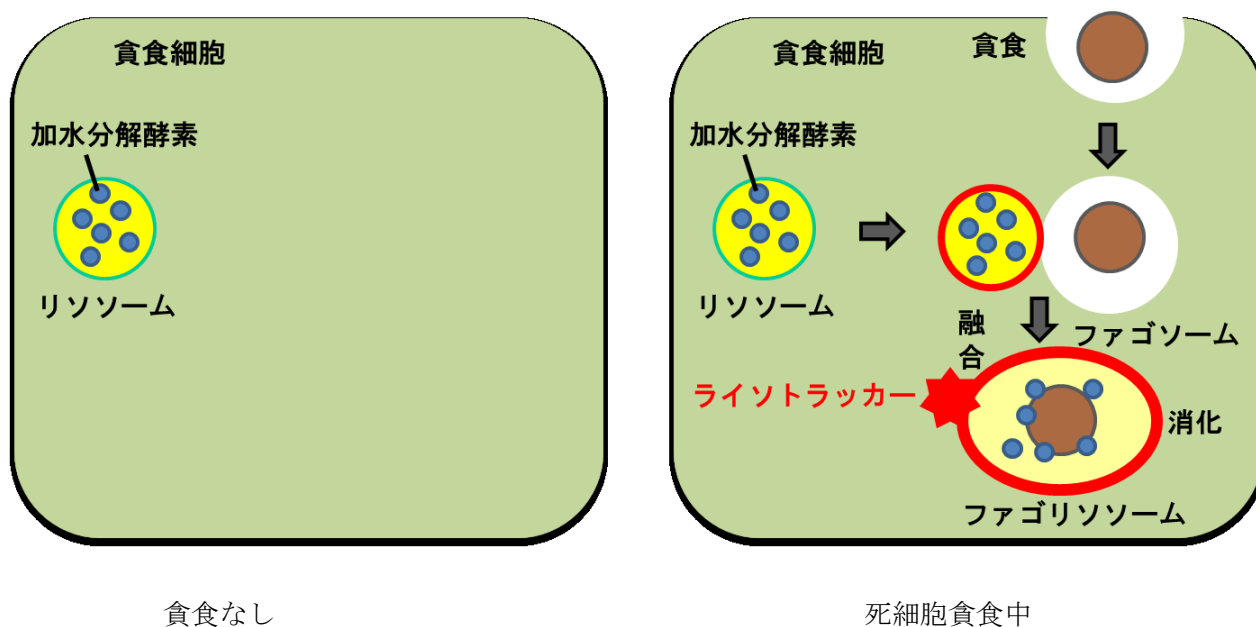 貪食細胞
加水分解酵素
リソソーム
貪食なし
貪食細胞
貪食
加水分解酵素
リソソーム
融
合
ファゴソーム
ライソトラッカー
消化
ファゴリソソーム
死細胞貪食中